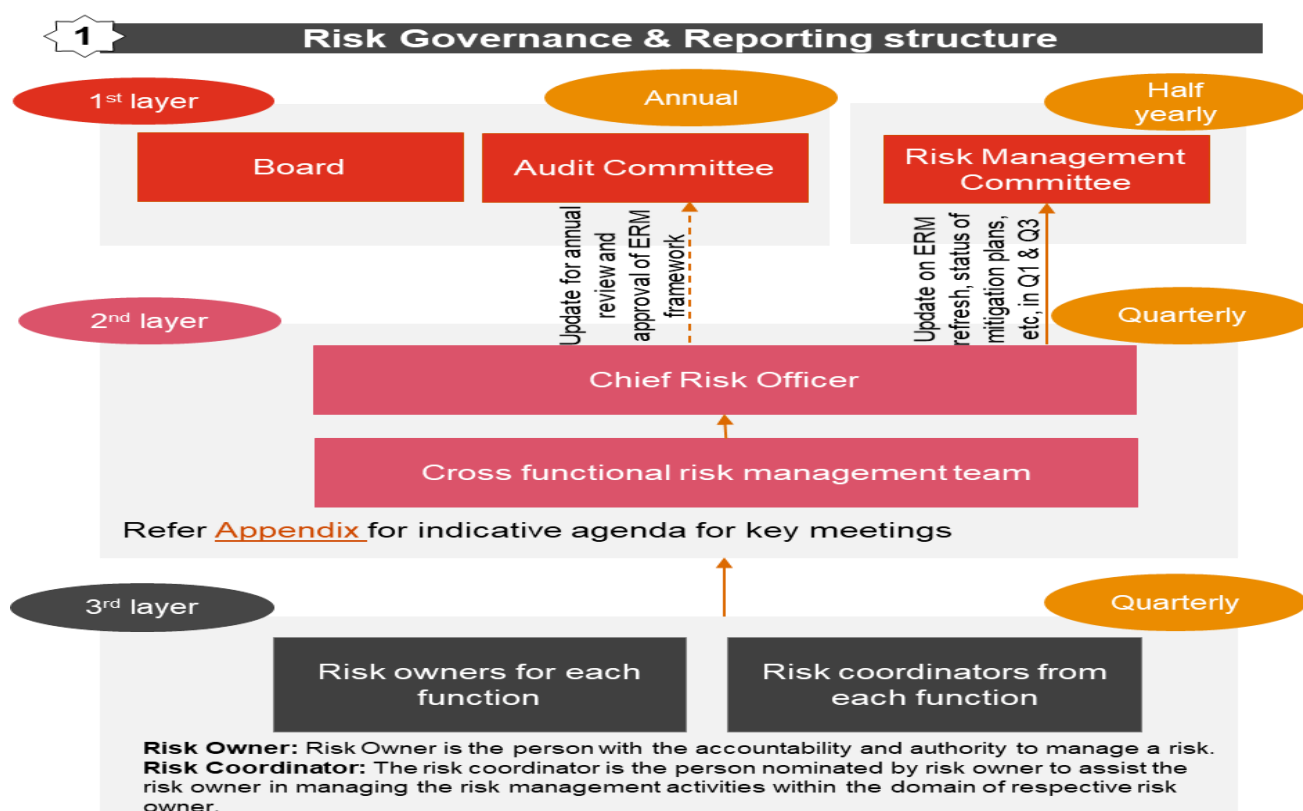 1
Risk Governance & Reporting structure
1st layer
Annual
Half
yearly
Board
Audit Committee
Risk Management
Committee
Update for annual
review and
approval of ERM
framework
Update on ERM
refresh, status of
mitigation plans,
etc, in Q1 & Q3
2nd layer
Quarterly
Chief Risk Officer
Cross functional risk management team
Refer Appendix for indicative agenda for key meetings
3rd layer
Quarterly
Risk owners for each
function
Risk coordinators from
each function
Risk Owner: Risk Owner is the person with the accountability and authority to manage a risk.
Risk Coordinator: The risk coordinator is the person nominated by risk owner to assist the
risk owner in managing the risk management activities within the domain of respective risk
owner.